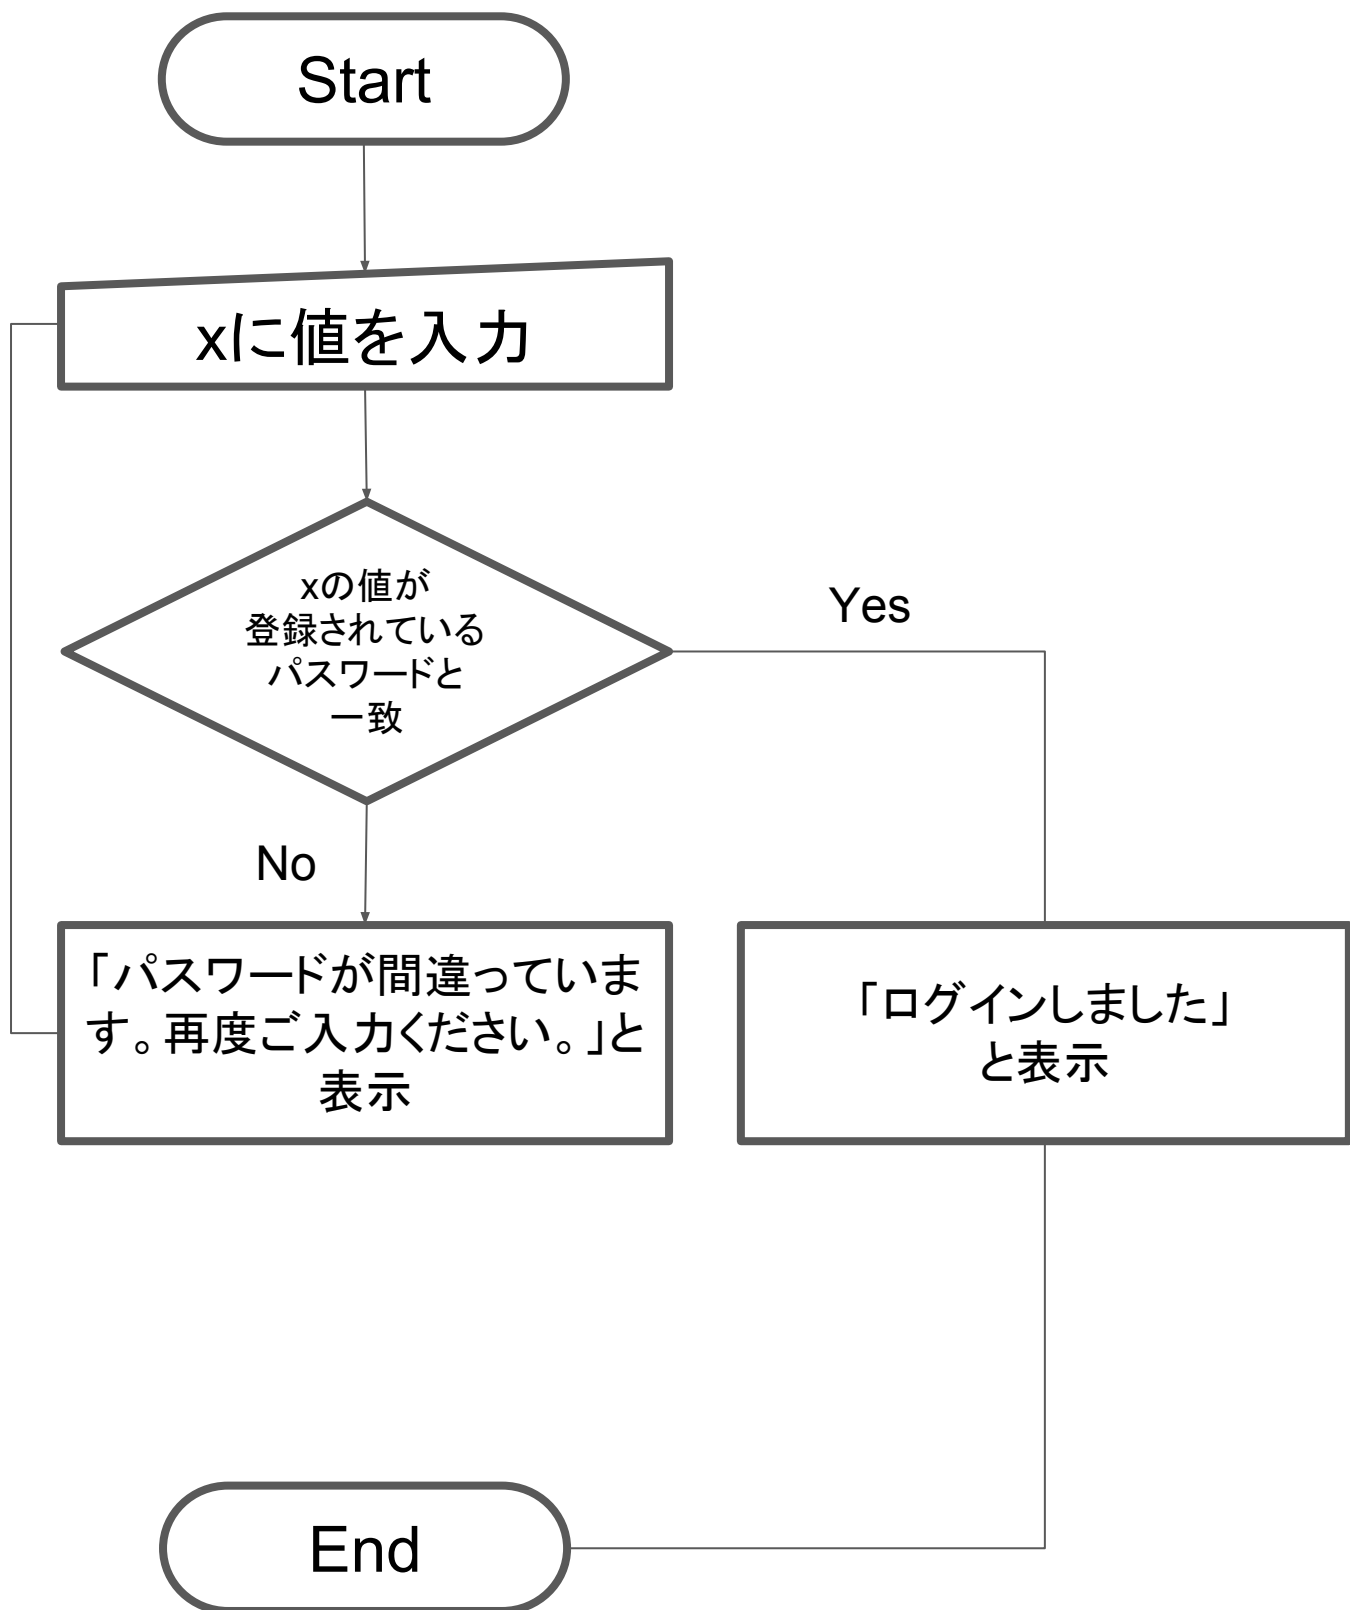 Start
xに値を入力
xの値が
登録されている
パスワードと
一致
Yes
No
「パスワードが間違っていま
す。再度ご入力ください。」と
表示
「ログインしました」
と表示
End